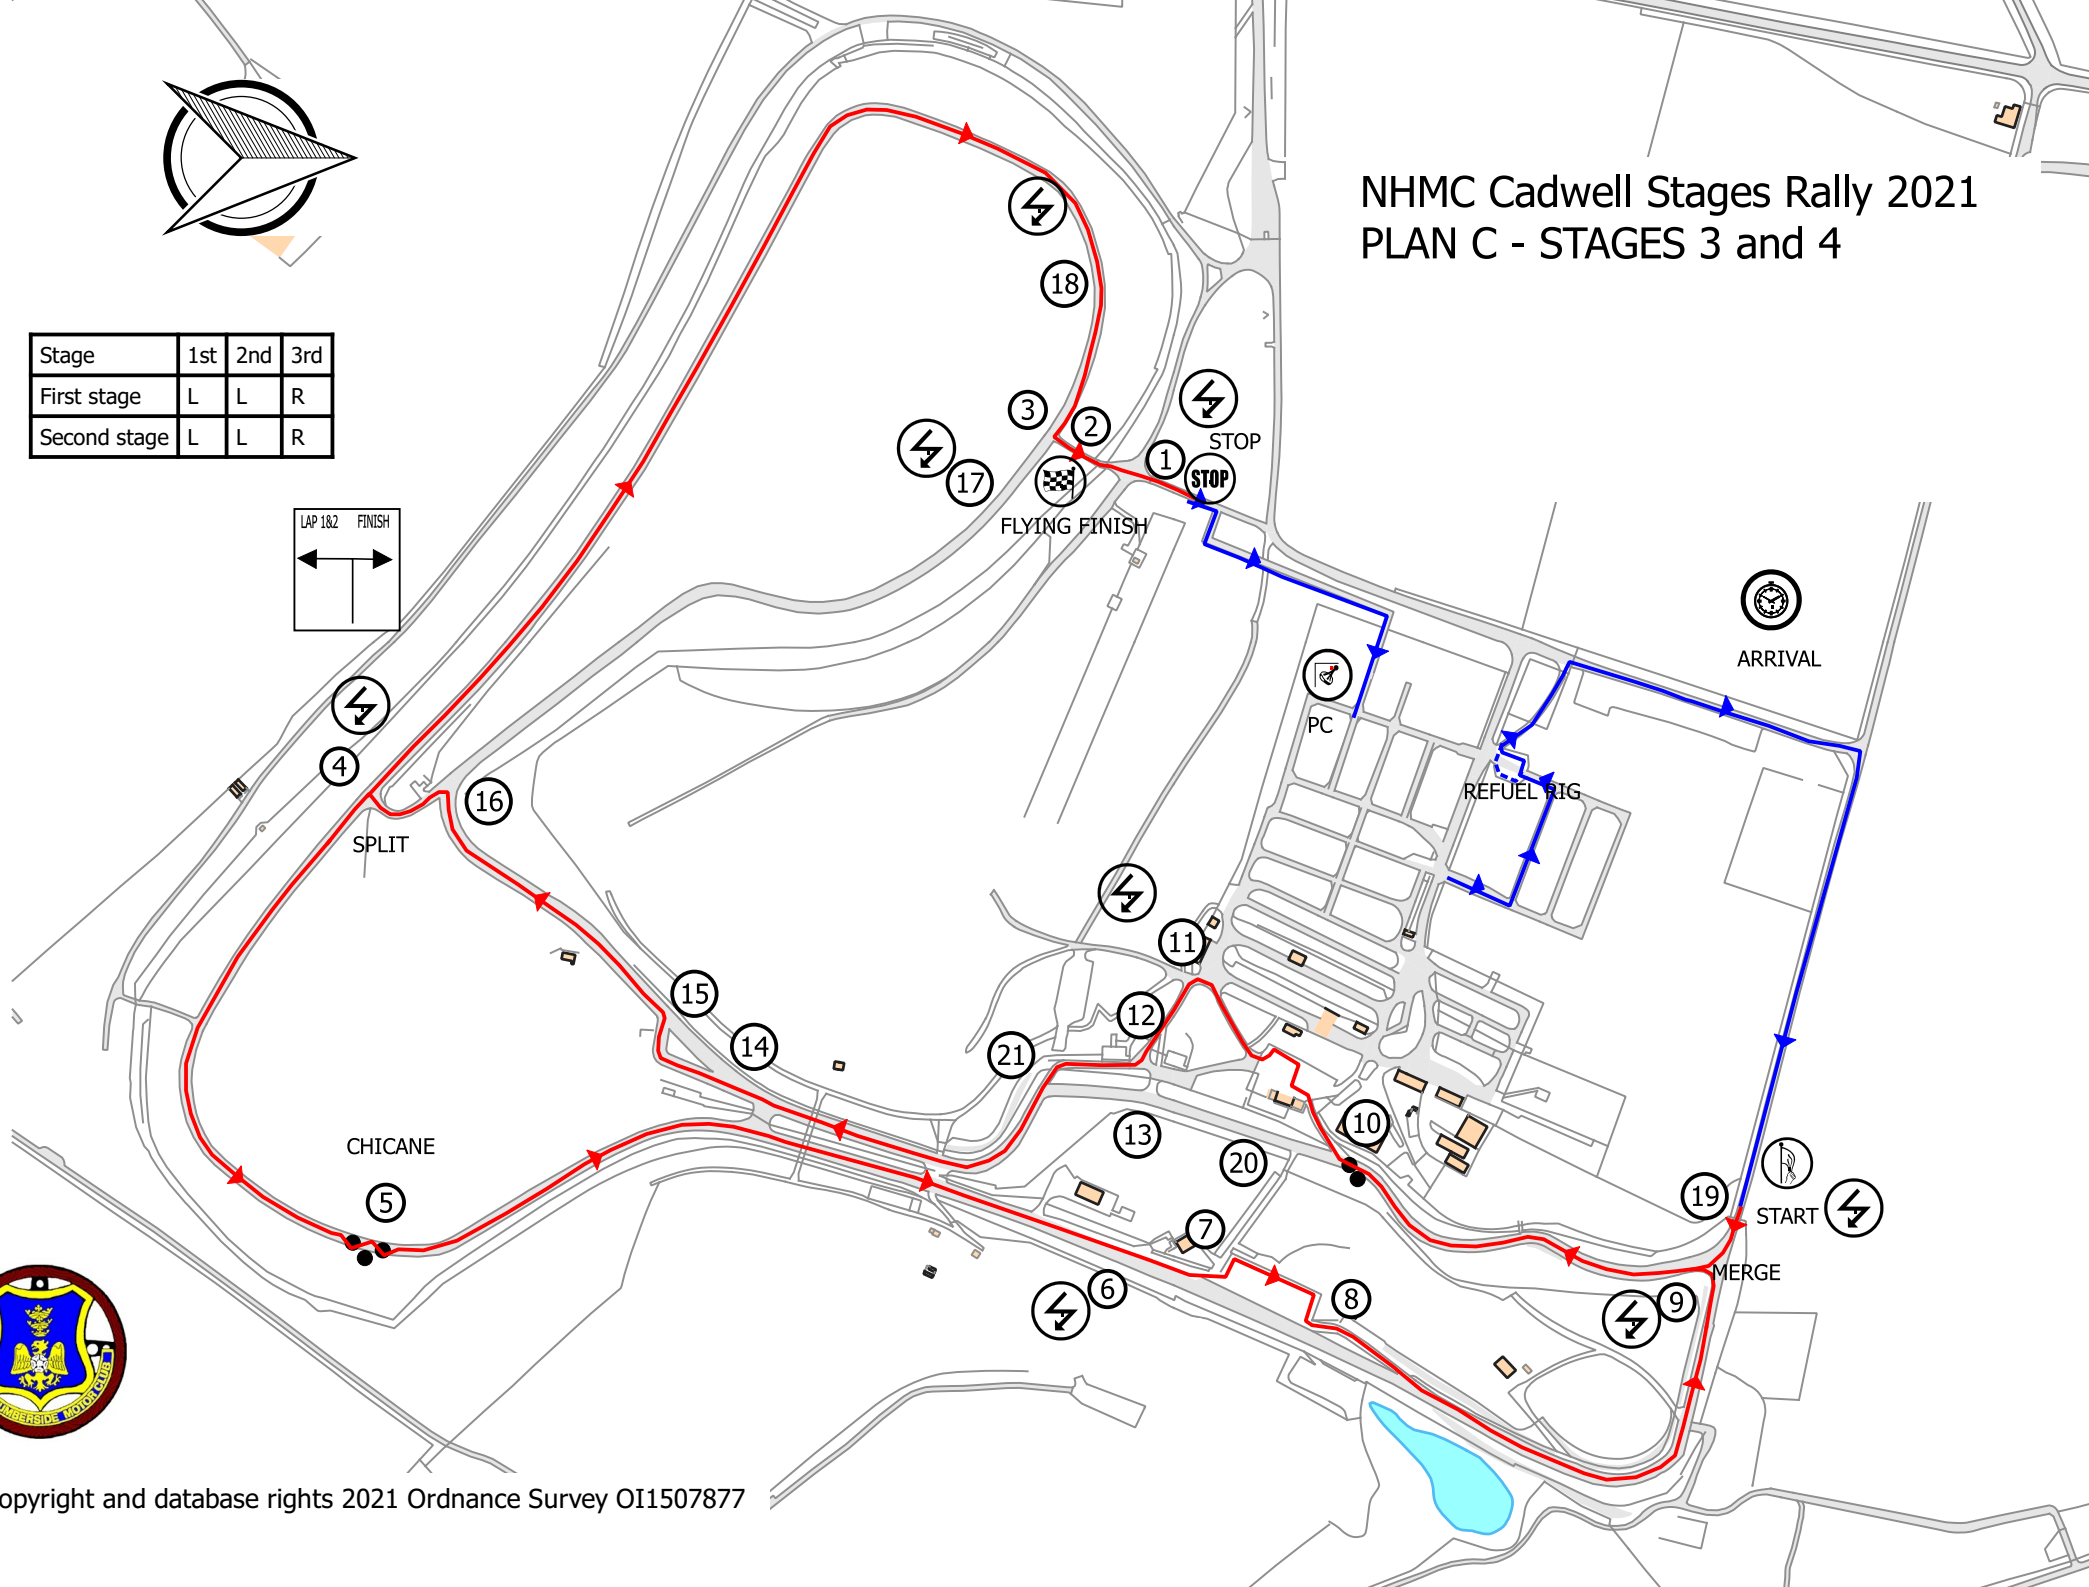 NHMC Cadwell Stages Rally 2021
PLAN C - STAGES 3 and 4
Stage 1st 2nd 3rd
First stage L L R
Second stage L L R
LAP 1&2 FINISH
18
3
2
1
STOP
STOP
17
FLYING FINISH
ARRIVAL
PC
4
16
REFUEL RIG
SPLIT
11
15
12
14
21
CHICANE
10
13
20
5
19
START
7
MERGE
6
8
9
UMBERSIDE MOTOR CLUB
opyright and database rights 2021 Ordnance Survey OI1507877